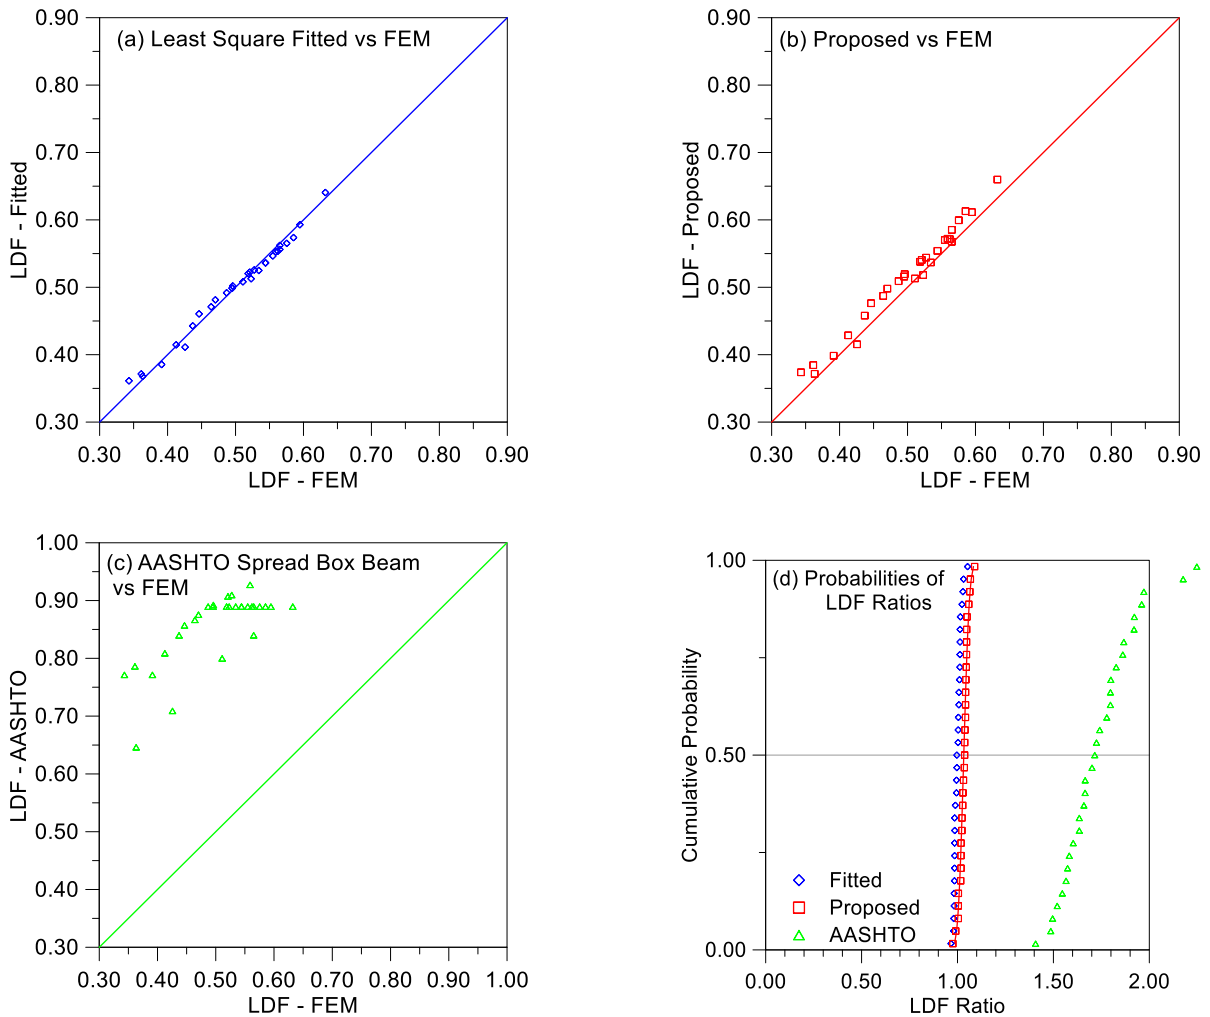 (a) Least Square Fitted vs FEM
LDF - Fitted
0.90
0.80
0.70
0.60
0.50
0.40
0.30
0.30 0.40 0.50 0.60 0.70 0.80 0.90
LDF - FEM
(b) Proposed vs FEM
LDF - Proposed
0.90
0.80
0.70
0.60
0.50
0.40
0.30
0.30 0.40 0.50 0.60 0.70 0.80 0.90
LDF - FEM
(c) AASHTO Spread Box Beam
vs FEM
LDF - AASHTO
1.00
0.90
0.80
0.70
0.60
0.50
0.40
0.30
0.30 0.40 0.50 0.60 0.70 0.80 0.90 1.00
LDF - FEM
(d) Probabilities of
LDF Ratios
Cumulative Probability
1.00
0.50
0.00
Fitted
Proposed
AASHTO
0.00 0.50 1.00 1.50 2.00
LDF Ratio